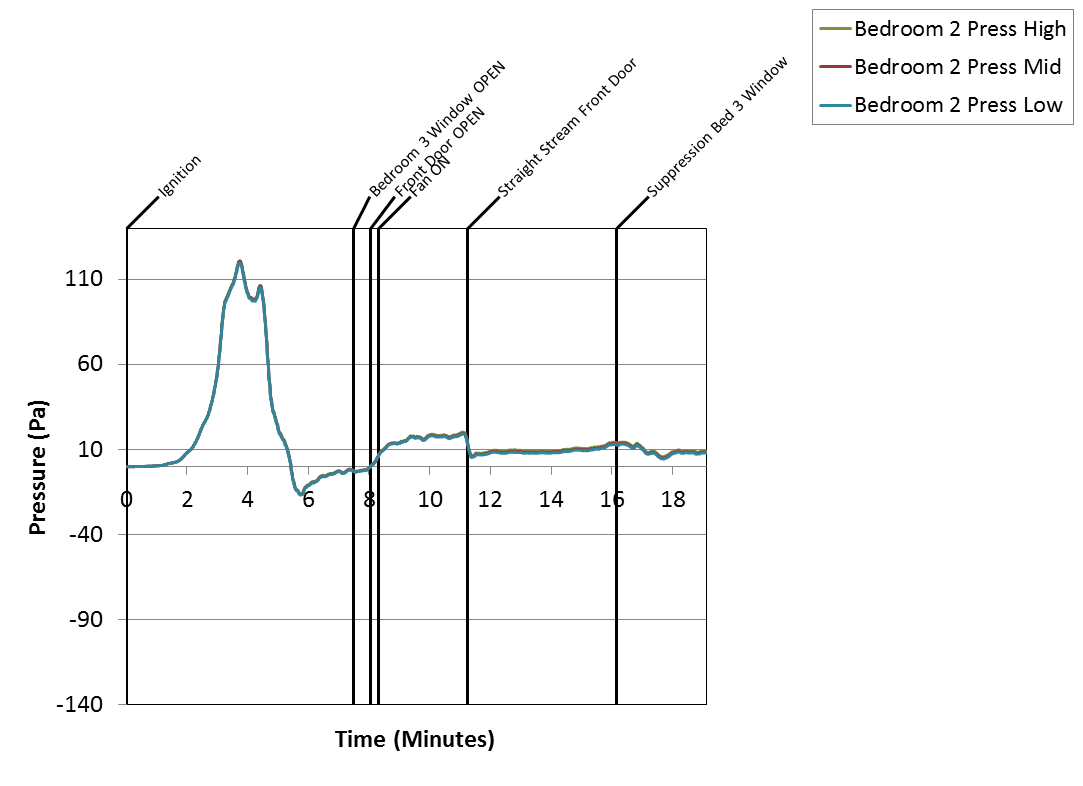 Bedroom 2 Press High
Bedroom 2 Press Mid
Bedroom 2 Press Low
Ignition
Bedroom 3 Window OPEN
Front Door OPEN
Fan ON
Straight Stream Front Door
Suppression Bed 3 Window
Pressure (Pa)
110
60
10
-40
-90
-140
0 2 4 6 8 10 12 14 16 18
Time (Minutes)